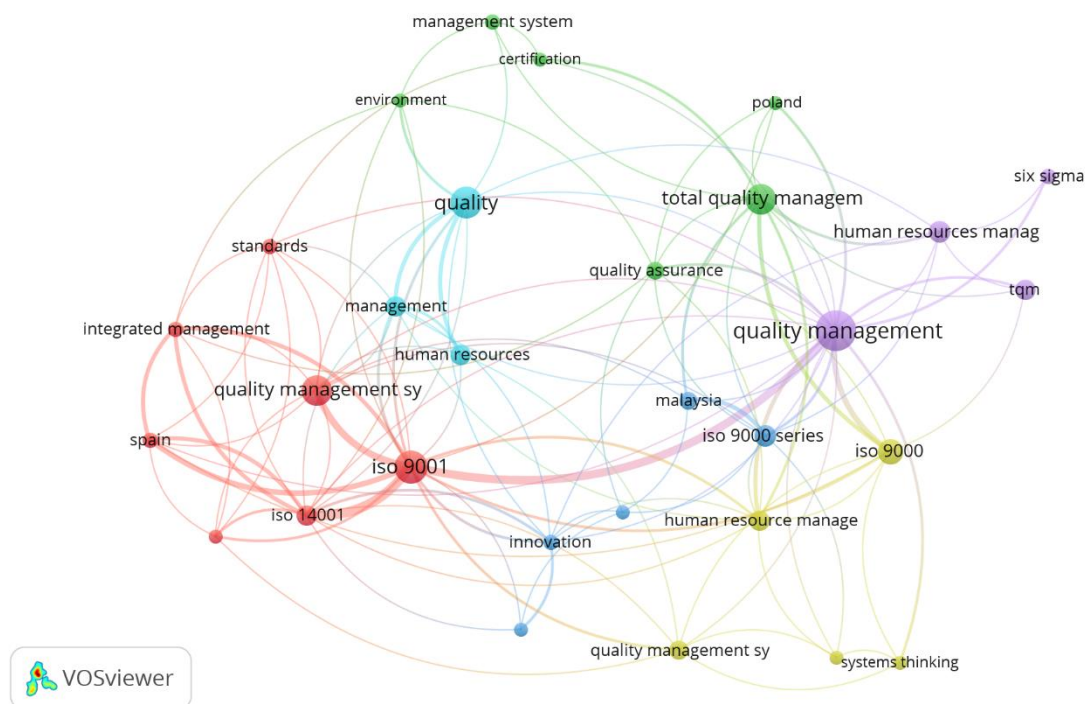 management system
certification
environment
poland
six sigma
quality
total quality managem
human resources manag
standards
quality assurance
tqm
management
integrated management
quality management
human resources
quality management sy
malaysia
iso 9000 series
spain
iso 9000
iso 9001
iso 14001
human resource manage
innovation
quality management sy
systems thinking
VOSviewer